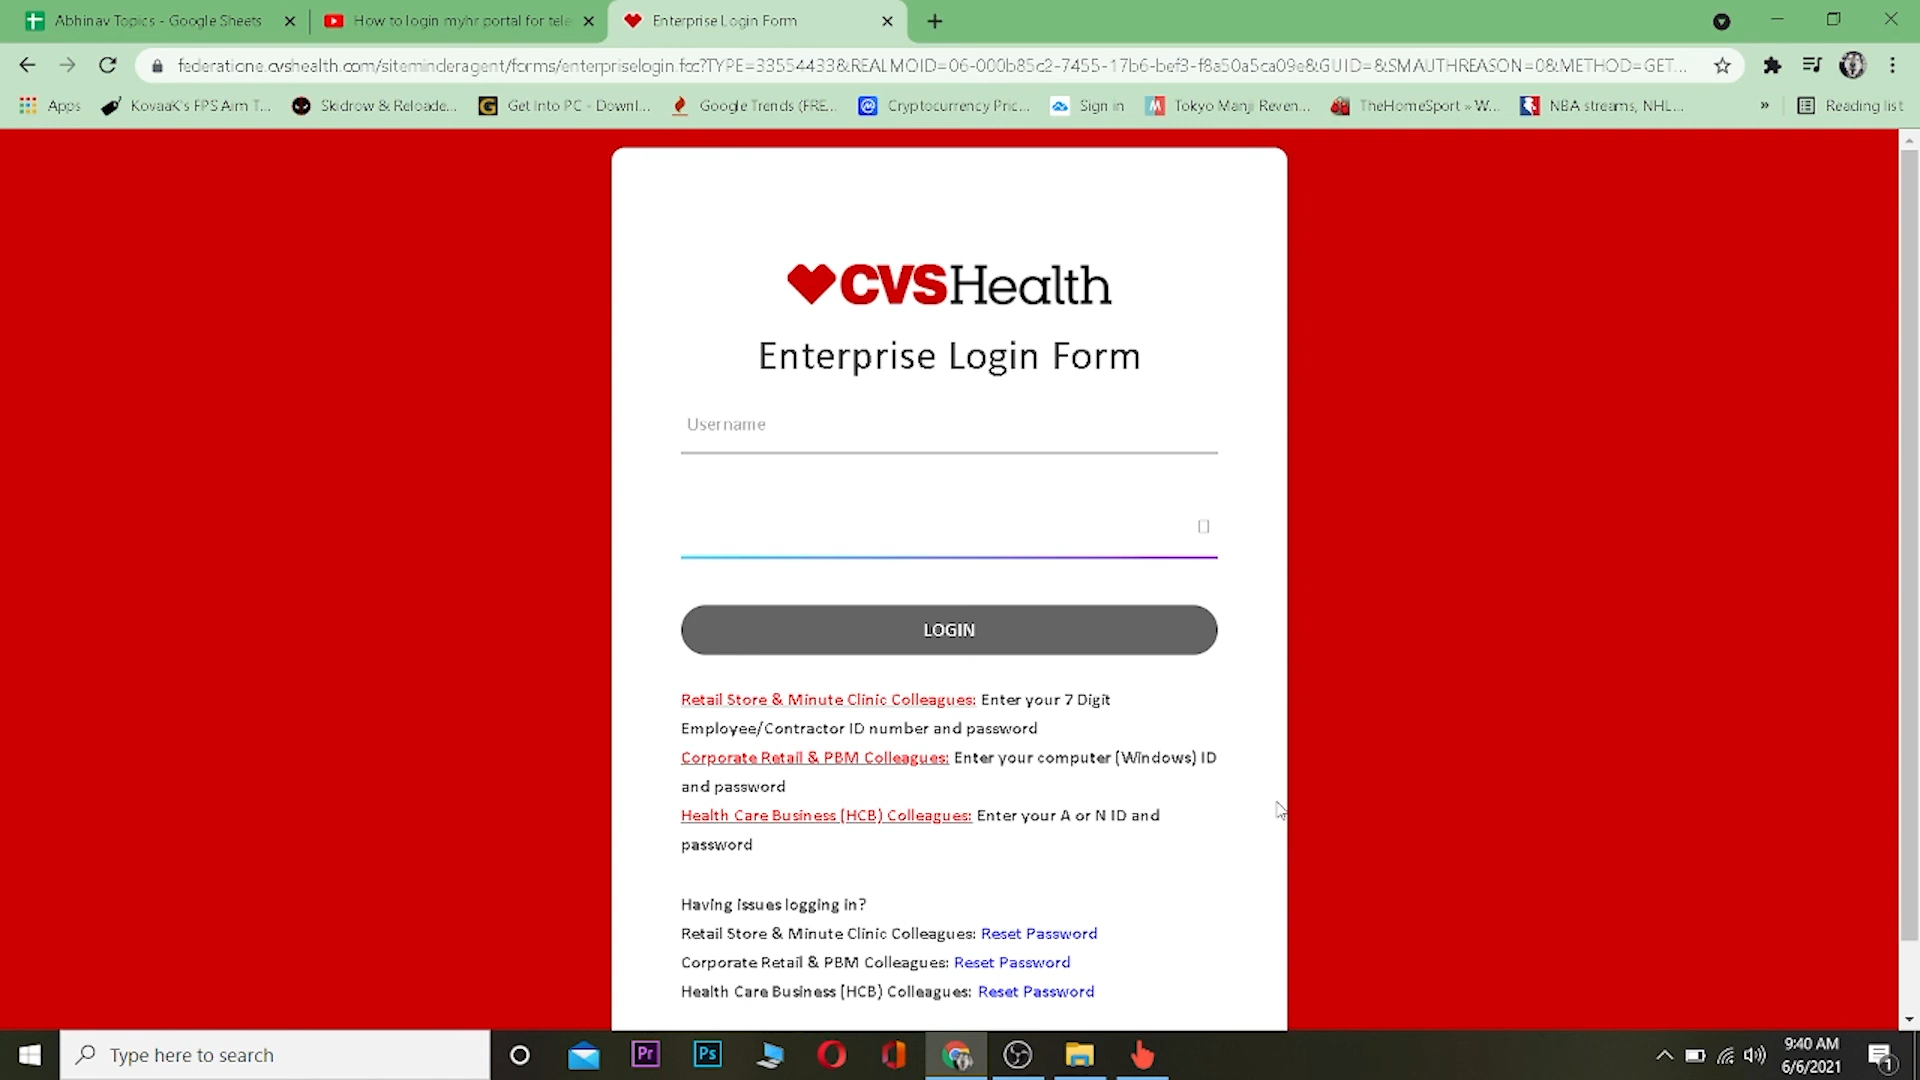 Abhinav Topics - Google Sheets
How to login myhr portal for tele
Enterprise Login Form
federatione.cvshealth.com/siteminderagent/forms/enterpriselogin.fcc?TYPE=33554433&REALMOID=06-000b85c2-7455-17b6-bef3-f8a50a5ca09e&GUID=&SMAUTHREASON=0&METHOD=GET...
Apps
KovaaK's FPS Aim T...
Skidrow & Reloade...
Get Into PC - Downl...
Google Trends (FRE...
Cryptocurrency Pric...
Sign in
Tokyo Manji Reven...
TheHomeSport » W...
NBA streams, NHL...
»
Reading list
CVSHealth
Enterprise Login Form
Username
LOGIN
Retail Store & Minute Clinic Colleagues: Enter your 7 Digit
Employee/Contractor ID number and password
Corporate Retail & PBM Colleagues: Enter your computer (Windows) ID
and password
Health Care Business (HCB) Colleagues: Enter your A or N ID and
password
Having issues logging in?
Retail Store & Minute Clinic Colleagues: Reset Password
Corporate Retail & PBM Colleagues: Reset Password
Health Care Business (HCB) Colleagues: Reset Password
Type here to search
Pr
Ps
9:40 AM
6/6/2021
1